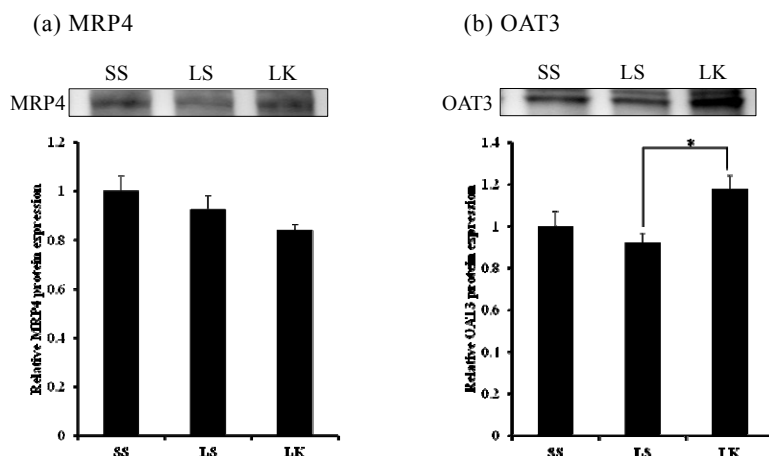 (a) MRP4
SS LS LK
MRP4
1.2
1
0.8
0.6
0.4
0.2
0
Relative MRP4 protein expression
SS LS LK
(b) OAT3
SS LS LK
OAT3
1.4
1.2
1
0.8
0.6
0.4
0.2
0
Relative OAT3 protein expression
*
SS LS LK